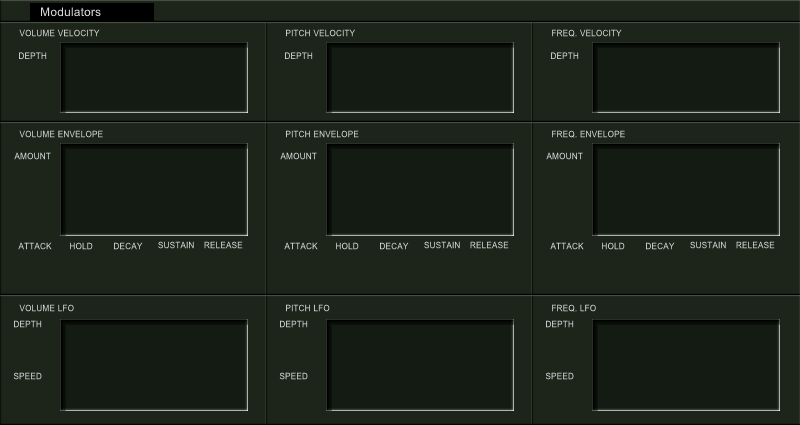 Modulators
VOLUME VELOCITY PITCH VELOCITY FREQ. VELOCITY
DEPTH DEPTH DEPTH
VOLUME ENVELOPE PITCH ENVELOPE FREQ. ENVELOPE
AMOUNT AMOUNT AMOUNT
ATTACK HOLD DECAY SUSTAIN RELEASE ATTACK HOLD DECAY SUSTAIN RELEASE ATTACK HOLD DECAY SUSTAIN RELEASE
VOLUME LFO PITCH LFO FREQ. LFO
DEPTH DEPTH DEPTH
SPEED SPEED SPEED